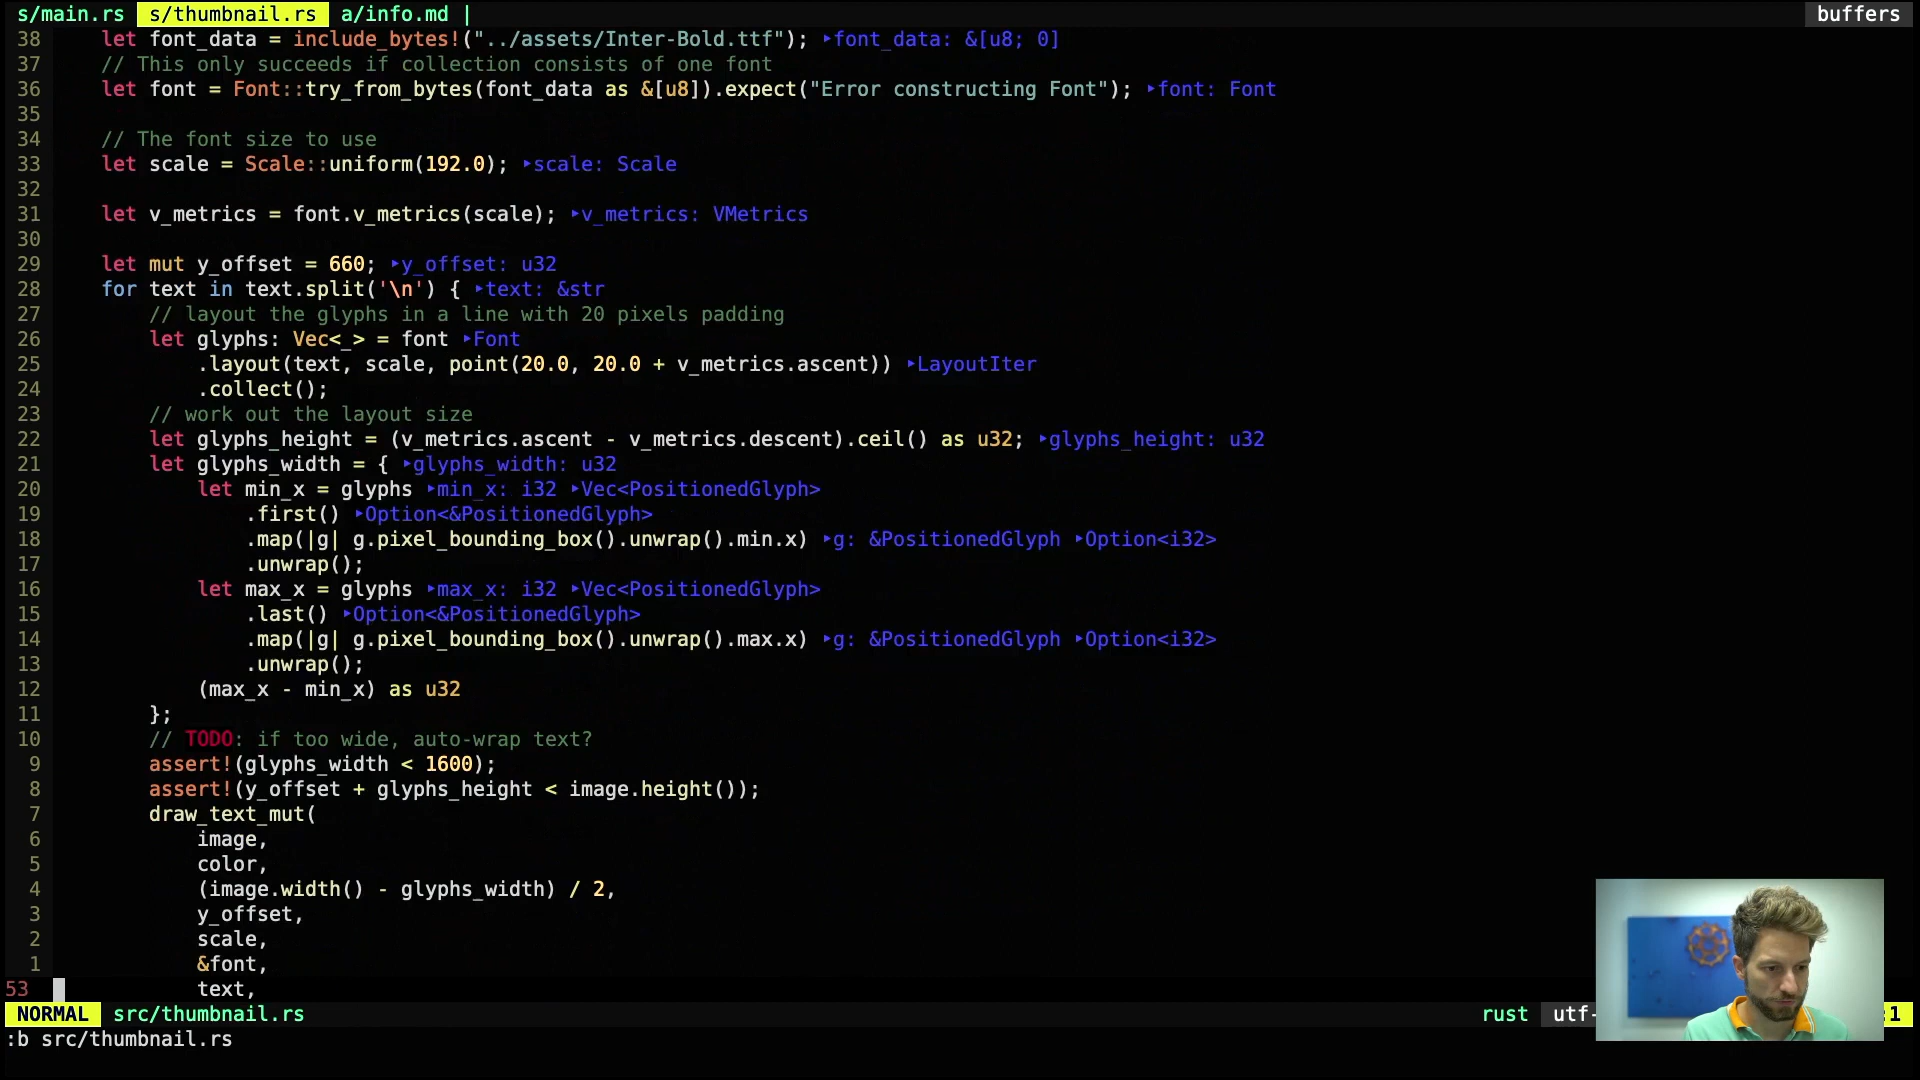 s/main.rs  s/thumbnail.rs  a/info.md | buffers
38     let font_data = include_bytes!("../assets/Inter-Bold.ttf"); ‣font_data: &[u8; 0]
37     // This only succeeds if collection consists of one font
36     let font = Font::try_from_bytes(font_data as &[u8]).expect("Error constructing Font"); ‣font: Font
35
34     // The font size to use
33     let scale = Scale::uniform(192.0); ‣scale: Scale
32
31     let v_metrics = font.v_metrics(scale); ‣v_metrics: VMetrics
30
29     let mut y_offset = 660; ‣y_offset: u32
28     for text in text.split('\n') { ‣text: &str
27         // layout the glyphs in a line with 20 pixels padding
26         let glyphs: Vec<_> = font ‣Font
25             .layout(text, scale, point(20.0, 20.0 + v_metrics.ascent)) ‣LayoutIter
24             .collect();
23         // work out the layout size
22         let glyphs_height = (v_metrics.ascent - v_metrics.descent).ceil() as u32; ‣glyphs_height: u32
21         let glyphs_width = { ‣glyphs_width: u32
20             let min_x = glyphs ‣min_x: i32 ‣Vec<PositionedGlyph>
19                 .first() ‣Option<&PositionedGlyph>
18                 .map(|g| g.pixel_bounding_box().unwrap().min.x) ‣g: &PositionedGlyph ‣Option<i32>
17                 .unwrap();
16             let max_x = glyphs ‣max_x: i32 ‣Vec<PositionedGlyph>
15                 .last() ‣Option<&PositionedGlyph>
14                 .map(|g| g.pixel_bounding_box().unwrap().max.x) ‣g: &PositionedGlyph ‣Option<i32>
13                 .unwrap();
12             (max_x - min_x) as u32
11         };
10         // TODO: if too wide, auto-wrap text?
9         assert!(glyphs_width < 1600);
8         assert!(y_offset + glyphs_height < image.height());
7         draw_text_mut(
6             image,
5             color,
4             (image.width() - glyphs_width) / 2,
3             y_offset,
2             scale,
1             &font,
53             text,
NORMAL src/thumbnail.rs rust utf- :1
:b src/thumbnail.rs